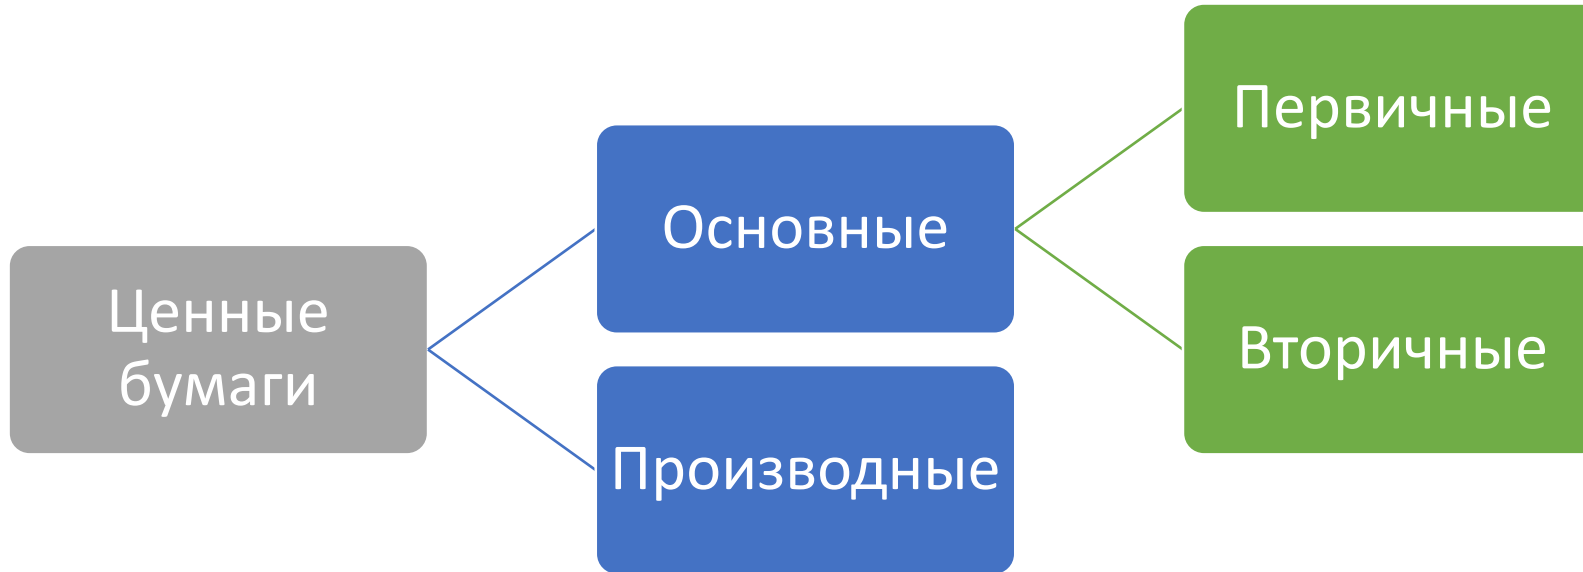 Ценные
бумаги
Основные
Производные
Первичные
Вторичные